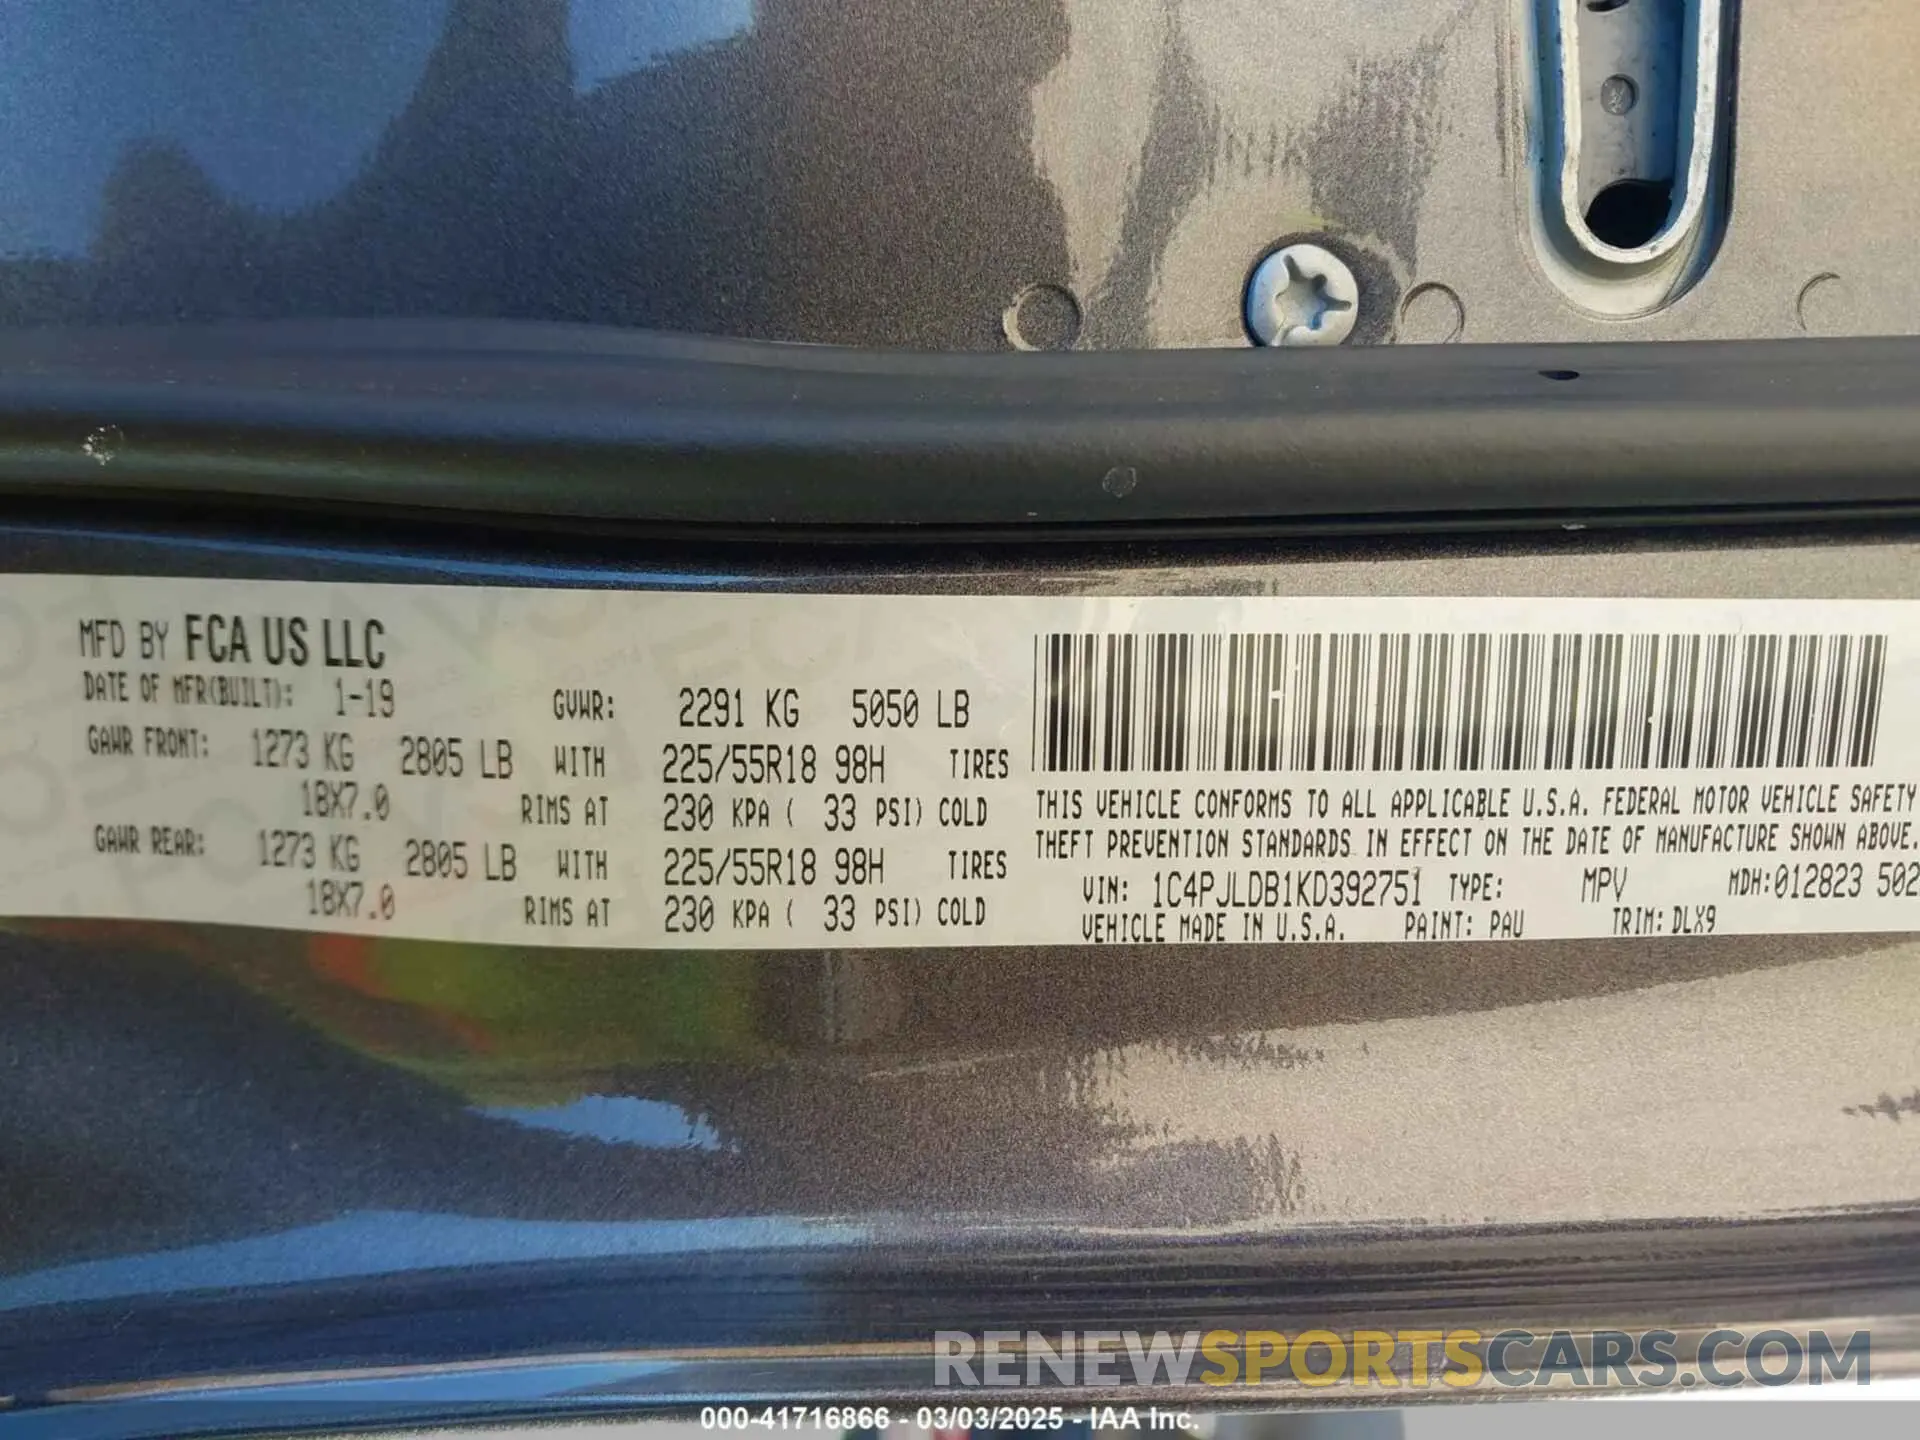 MFD BY FCA US LLC
DATE OF MFR(BUILT): 1-19 GVWR: 2291 KG 5050 LB
GAWR FRONT: 1273 KG 2805 LB WITH 225/55R18 98H TIRES
18X7.0 RIMS AT 230 KPA ( 33 PSI) COLD
GAWR REAR: 1273 KG 2805 LB WITH 225/55R18 98H TIRES
18X7.0 RIMS AT 230 KPA ( 33 PSI) COLD
THIS VEHICLE CONFORMS TO ALL APPLICABLE U.S.A. FEDERAL MOTOR VEHICLE SAFETY
THEFT PREVENTION STANDARDS IN EFFECT ON THE DATE OF MANUFACTURE SHOWN ABOVE.
VIN: 1C4PJLDB1KD392751 TYPE: MPV MDH:012823 502
VEHICLE MADE IN U.S.A. PAINT: PAU TRIM: DLX9
RENEWSPORTSCARS.COM
000-41716866 - 03/03/2025 - IAA Inc.